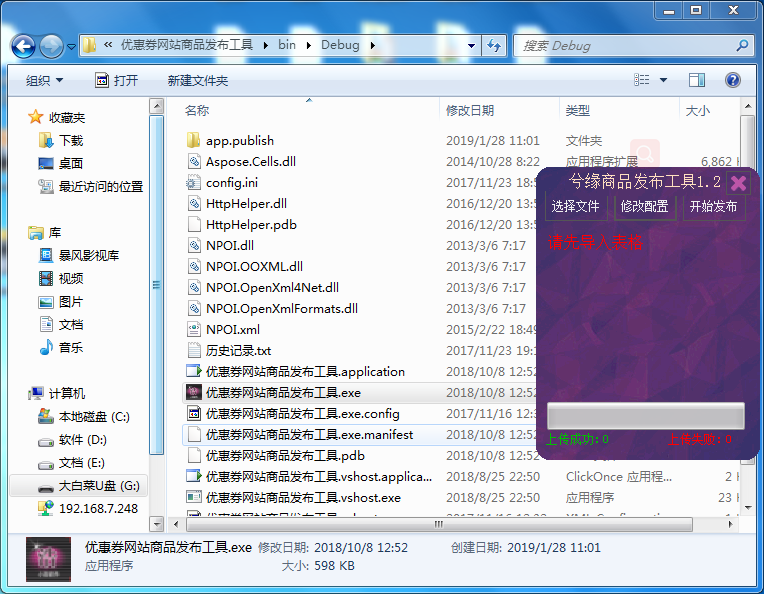 « 优惠券网站商品发布工具 ▸ bin ▸ Debug ▸
搜索 Debug
组织 打开 新建文件夹
收藏夹
下载
桌面
最近访问的位置
库
暴风影视库
视频
图片
文档
音乐
计算机
本地磁盘 (C:)
软件 (D:)
文档 (E:)
大白菜U盘 (G:)
192.168.7.248
名称 修改日期 类型 大小
app.publish 2019/1/28 11:01 文件夹
Aspose.Cells.dll 2014/10/28 8:22 应用程序扩展 6,862
config.ini 2017/11/23 18:5
HttpHelper.dll 2016/12/20 13:5
HttpHelper.pdb 2016/12/20 13:5
NPOI.dll 2013/3/6 7:17
NPOI.OOXML.dll 2013/3/6 7:17
NPOI.OpenXml4Net.dll 2013/3/6 7:17
NPOI.OpenXmlFormats.dll 2013/3/6 7:17
NPOI.xml 2015/2/22 18:49
历史记录.txt 2017/11/23 19:1
优惠券网站商品发布工具.application 2018/10/8 12:52
优惠券网站商品发布工具.exe 2018/10/8 12:52
优惠券网站商品发布工具.exe.config 2017/11/16 12:3
优惠券网站商品发布工具.exe.manifest 2018/10/8 12:52
优惠券网站商品发布工具.pdb 2018/10/8 12:52
优惠券网站商品发布工具.vshost.applica... 2018/8/25 22:50 ClickOnce 应用程... 2
优惠券网站商品发布工具.vshost.exe 2018/8/25 22:50 应用程序 23
兮缘商品发布工具1.2
选择文件 修改配置 开始发布
请先导入表格
上传成功:0 上传失败:0
优惠券网站商品发布工具.exe 修改日期: 2018/10/8 12:52 创建日期: 2019/1/28 11:01
应用程序 大小: 598 KB